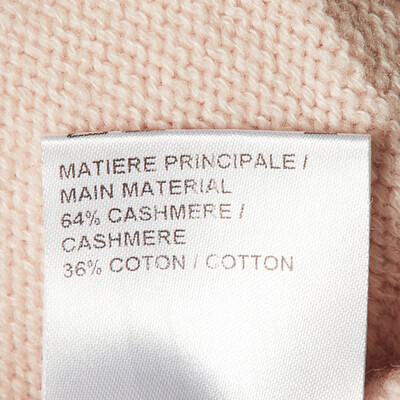 MATIERE PRINCIPALE /
MAIN MATERIAL
64% CASHMERE /
CASHMERE
36% COTON / COTTON